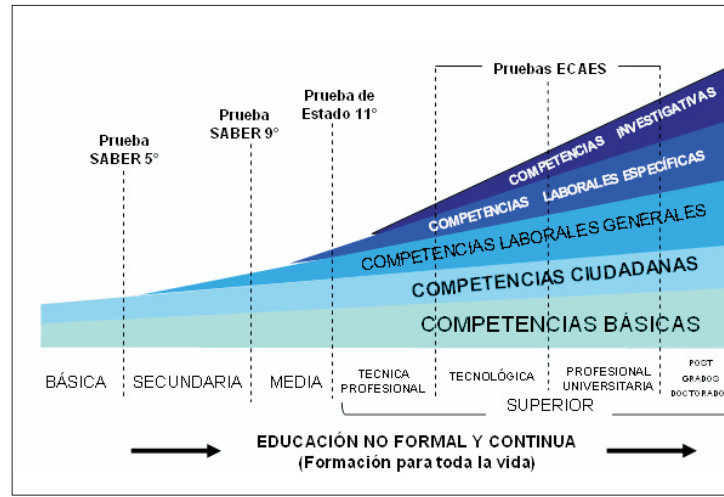 Pruebas ECAES
Prueba de
Estado 11°
Prueba
SABER 9°
Prueba
SABER 5°
COMPETENCIAS INVESTIGATIVAS
COMPETENCIAS LABORALES ESPECÍFICAS
COMPETENCIAS LABORALES GENERALES
COMPETENCIAS CIUDADANAS
COMPETENCIAS BÁSICAS
BÁSICA
SECUNDARIA
MEDIA
TECNICA
PROFESIONAL
TECNOLÓGICA
PROFESIONAL
UNIVERSITARIA
POST
GRADOS
DOCTORADO
SUPERIOR
EDUCACIÓN NO FORMAL Y CONTINUA
(Formación para toda la vida)